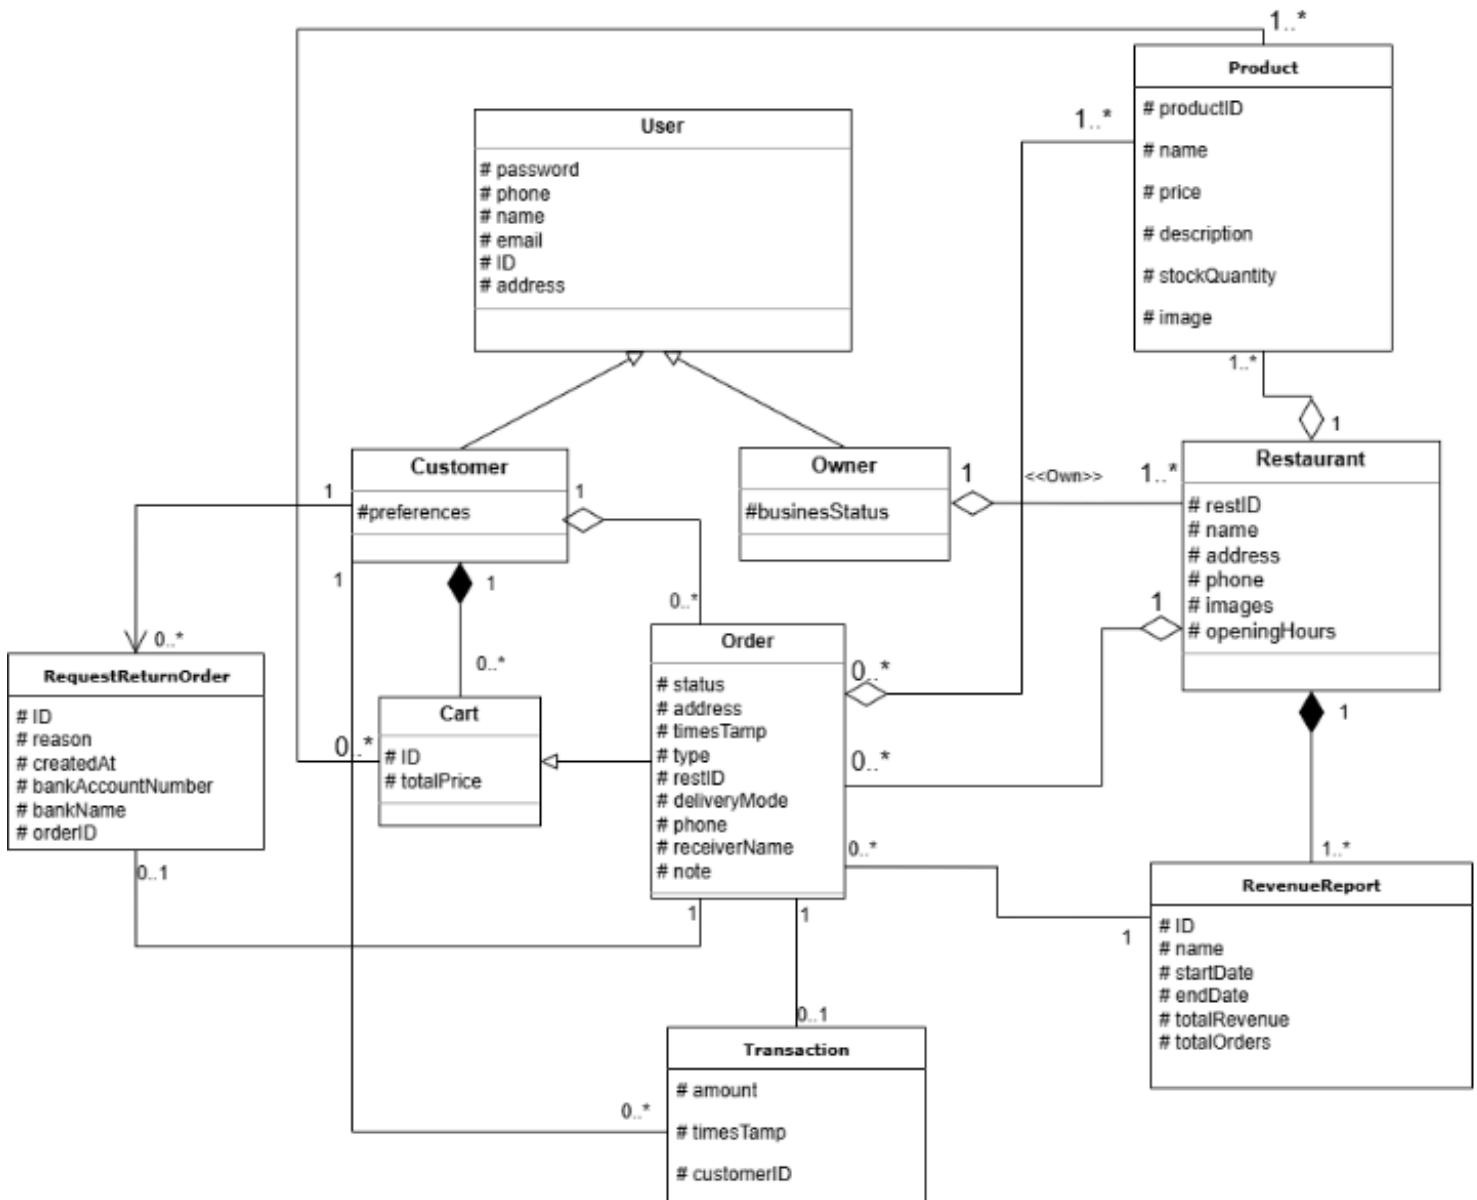 1..*
Product
# productID
# name
# price
# description
# stockQuantity
# image
1..*
1..*
User
# password
# phone
# name
# email
# ID
# address
Customer
#preferences
1
1
1
1
Owner
#businesStatus
1
<<Own>>
1..*
1
Restaurant
# restID
# name
# address
# phone
# images
# openingHours
1
1
0..*
RequestReturnOrder
# ID
# reason
# createdAt
# bankAccountNumber
# bankName
# orderID
0..1
0..*
0..*
Cart
# ID
# totalPrice
0..*
Order
# status
# address
# timesTamp
# type
# restID
# deliveryMode
# phone
# receiverName
# note
0..*
0..*
0..*
1
1
1..*
RevenueReport
# ID
# name
# startDate
# endDate
# totalRevenue
# totalOrders
1
0..1
Transaction
# amount
# timesTamp
# customerID
0..*